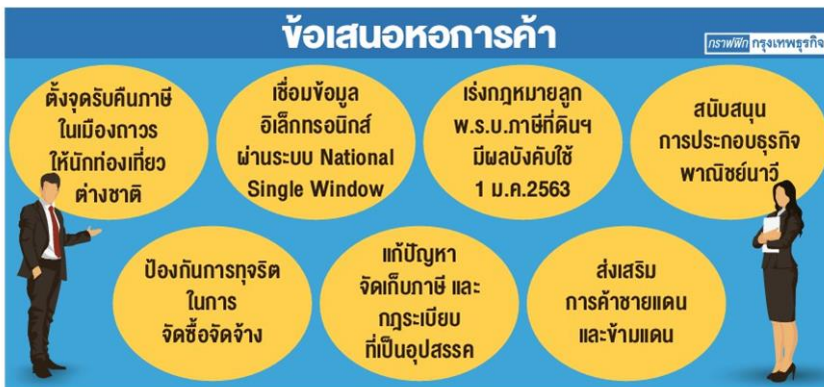 ข้อเสนอหอการค้า
กราฟฟิก กรุงเทพธุรกิจ
ตั้งจุดรับคืนภาษี
ในเมืองถาวร
ให้นักท่องเที่ยว
ต่างชาติ
เชื่อมข้อมูล
อิเล็กทรอนิกส์
ผ่านระบบ National
Single Window
เร่งกฎหมายลูก
พ.ร.บ.ภาษีที่ดินฯ
มีผลบังคับใช้
1 ม.ค.2563
สนับสนุน
การประกอบธุรกิจ
พาณิชย์นาวี
ป้องกันการทุจริต
ในการ
จัดซื้อจัดจ้าง
แก้ปัญหา
จัดเก็บภาษี และ
กฎระเบียบ
ที่เป็นอุปสรรค
ส่งเสริม
การค้าชายแดน
และข้ามแดน